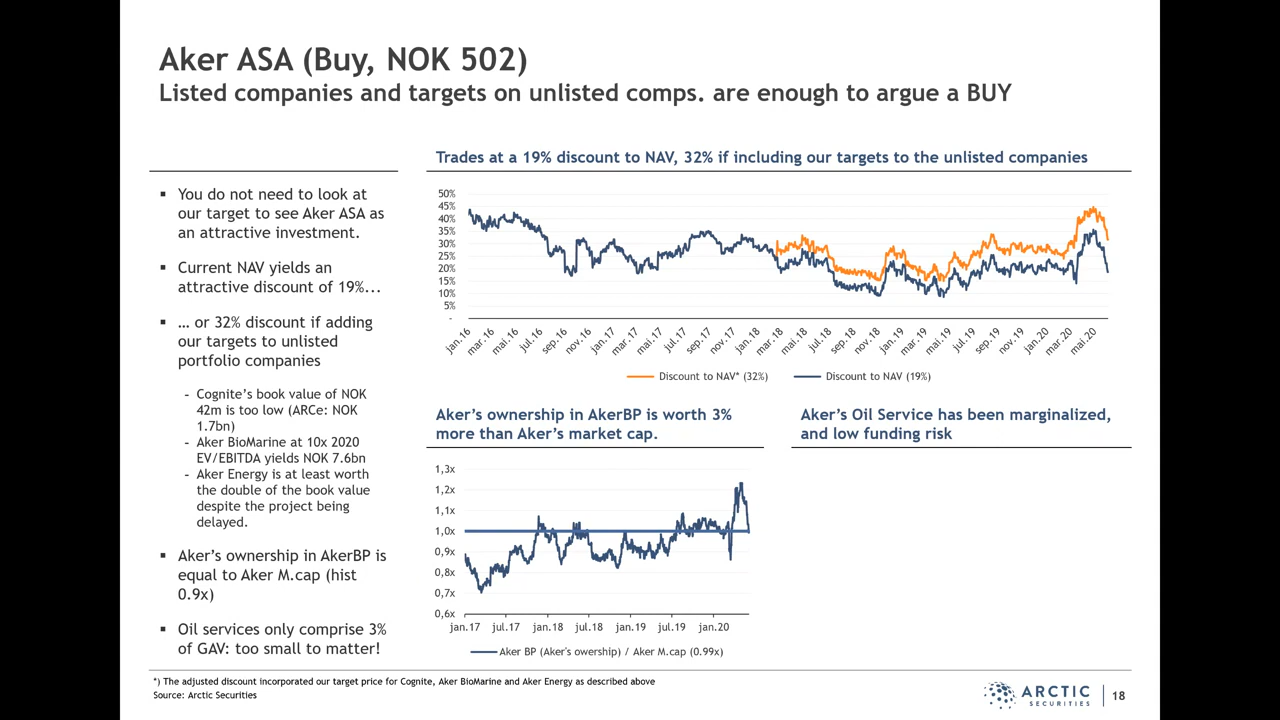 Aker ASA (Buy, NOK 502)
Listed companies and targets on unlisted comps. are enough to argue a BUY
▪ You do not need to look at
our target to see Aker ASA as
an attractive investment.
▪ Current NAV yields an
attractive discount of 19%...
▪ … or 32% discount if adding
our targets to unlisted
portfolio companies
- Cognite’s book value of NOK
42m is too low (ARCe: NOK
1.7bn)
- Aker BioMarine at 10x 2020
EV/EBITDA yields NOK 7.6bn
- Aker Energy is at least worth
the double of the book value
despite the project being
delayed.
▪ Aker’s ownership in AkerBP is
equal to Aker M.cap (hist
0.9x)
▪ Oil services only comprise 3%
of GAV: too small to matter!
Trades at a 19% discount to NAV, 32% if including our targets to the unlisted companies
50%
45%
40%
35%
30%
25%
20%
15%
10%
5%
-
jan.16 mar.16 mai.16 jul.16 sep.16 nov.16 jan.17 mar.17 mai.17 jul.17 sep.17 nov.17 jan.18 mar.18 mai.18 jul.18 sep.18 nov.18 jan.19 mar.19 mai.19 jul.19 sep.19 nov.19 jan.20 mar.20 mai.20
Discount to NAV* (32%) Discount to NAV (19%)
Aker’s ownership in AkerBP is worth 3%
more than Aker’s market cap.
1,3x
1,2x
1,1x
1,0x
0,9x
0,8x
0,7x
0,6x
jan.17 jul.17 jan.18 jul.18 jan.19 jul.19 jan.20
Aker BP (Aker's owership) / Aker M.cap (0.99x)
Aker’s Oil Service has been marginalized,
and low funding risk
*) The adjusted discount incorporated our target price for Cognite, Aker BioMarine and Aker Energy as described above
Source: Arctic Securities
ARCTIC
SECURITIES
18